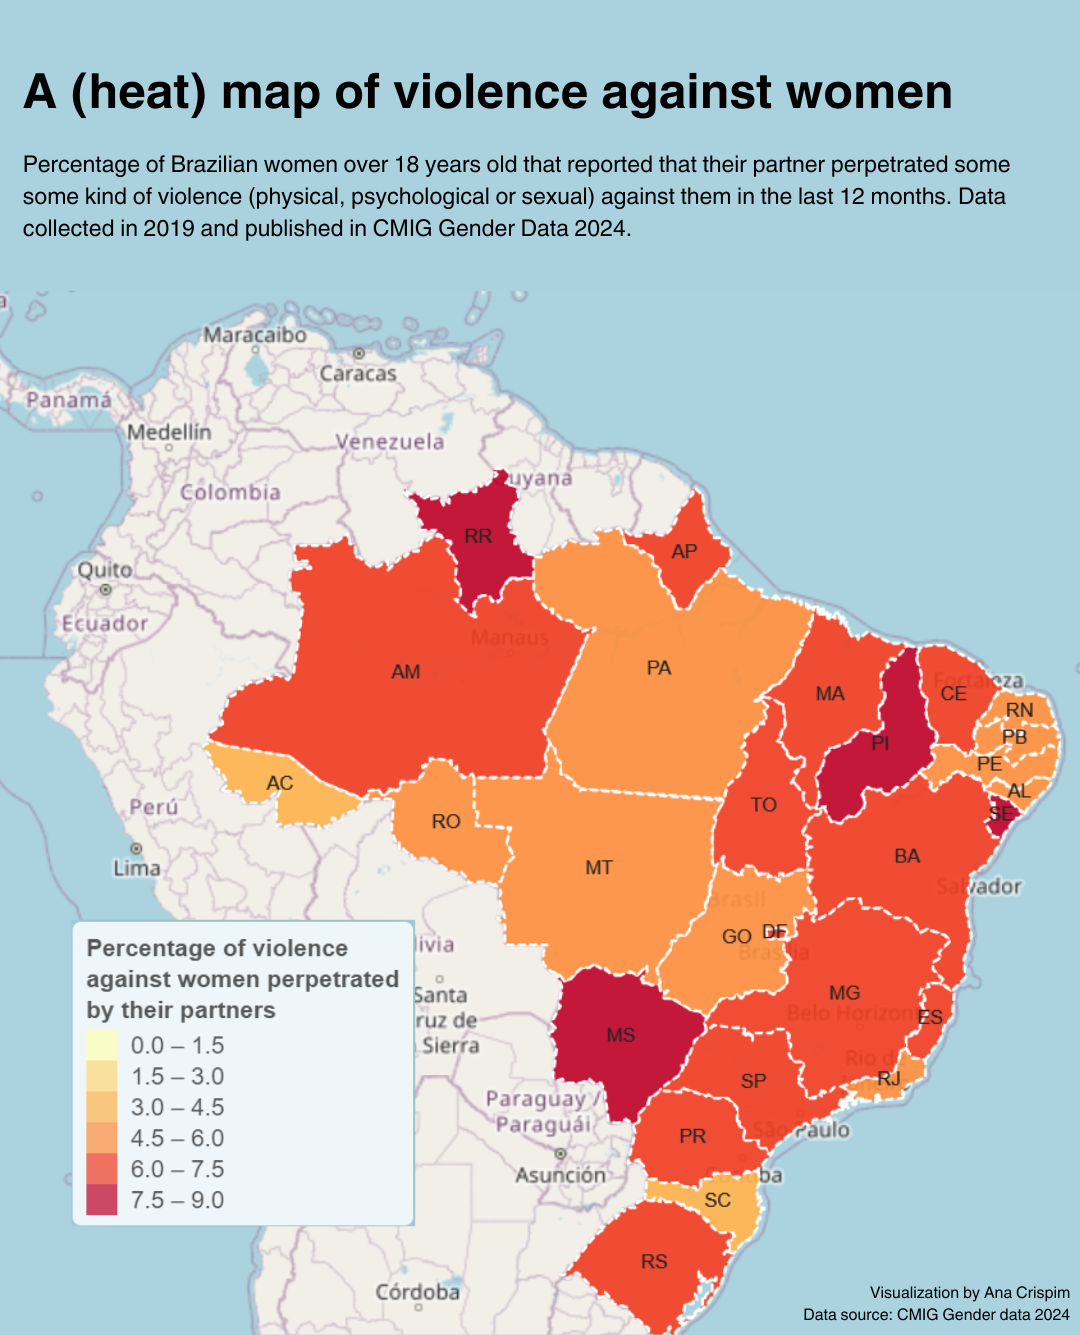 A (heat) map of violence against women
Percentage of Brazilian women over 18 years old that reported that their partner perpetrated some
some kind of violence (physical, psychological or sexual) against them in the last 12 months. Data
collected in 2019 and published in CMIG Gender Data 2024.
a
Maracaibo
Caracas
Panamá
Medellín
Venezuela
uyana
Colombia
RR
AP
Quito
Ecuador
Manaus
AM
PA
MA
CE
Fortaleza
RN
PB
PI
PE
AC
AL
Perú
TO
SE
RO
BA
Lima
MT
Salvador
Brasil
GO
DF
Brasília
livia
MG
Santa
ruz de
Sierra
Belo Horizont
ES
MS
Rio de
RJ
SP
Paraguay /
Paraguái
PR
São Paulo
Asunción
Curitiba
SC
RS
Córdoba
Percentage of violence
against women perpetrated
by their partners
0.0 – 1.5
1.5 – 3.0
3.0 – 4.5
4.5 – 6.0
6.0 – 7.5
7.5 – 9.0
Visualization by Ana Crispim
Data source: CMIG Gender data 2024